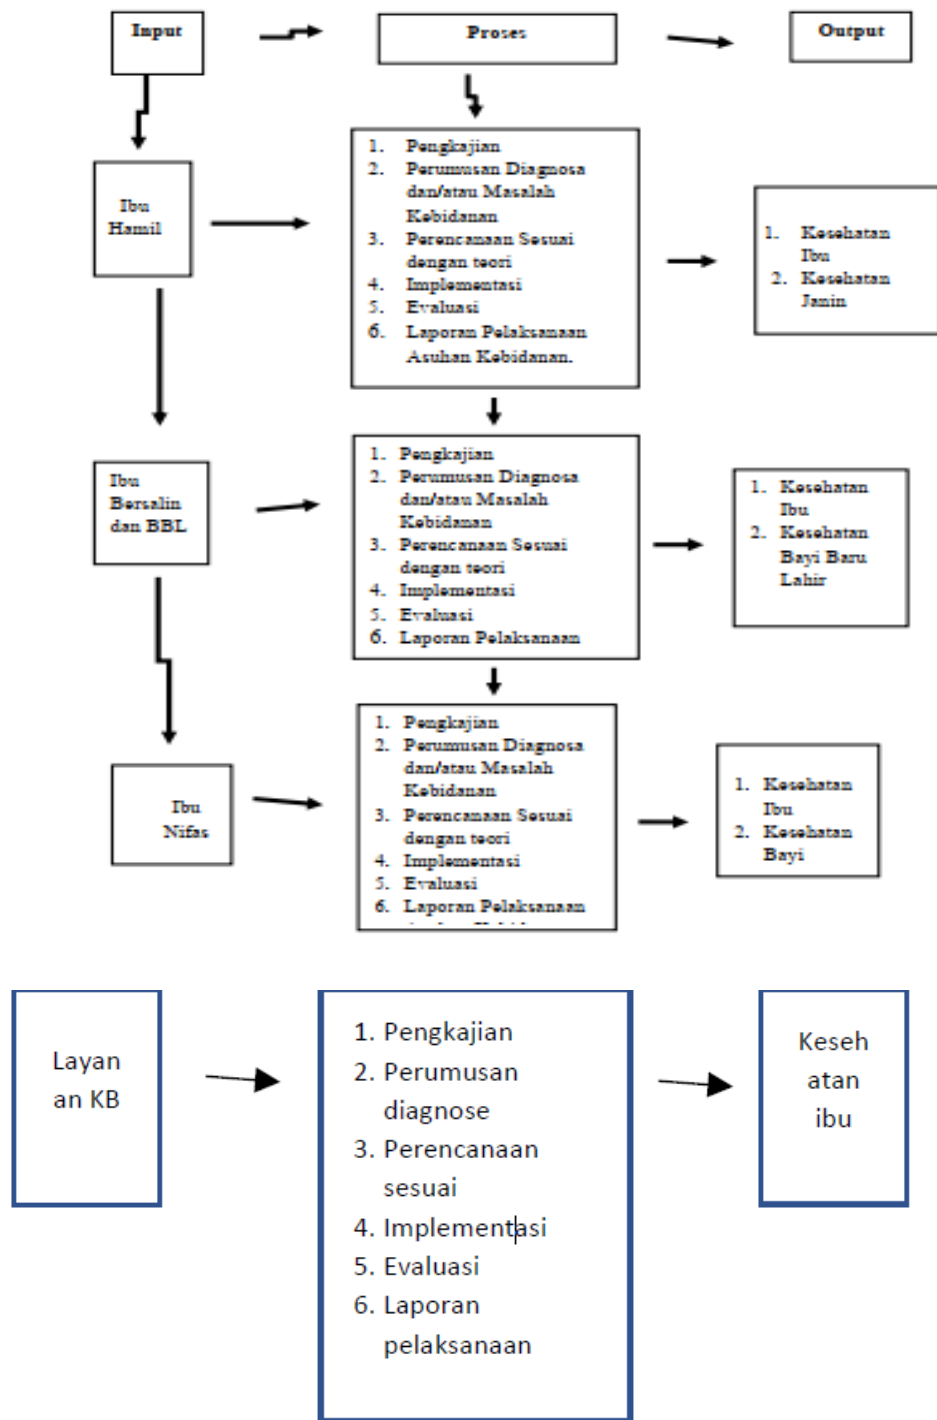 Input
Proses
Output
Ibu
Hamil
1. Pengkajian
2. Perumusan Diagnosa
dan/atau Masalah
Kebidanan
3. Perencanaan Sesuai
dengan teori
4. Implementasi
5. Evaluasi
6. Laporan Pelaksanaan
Asuhan Kebidanan.
1. Kesehatan
Ibu
2. Kesehatan
Janin
Ibu
Bersalin
dan BBL
1. Pengkajian
2. Perumusan Diagnosa
dan/atau Masalah
Kebidanan
3. Perencanaan Sesuai
dengan teori
4. Implementasi
5. Evaluasi
6. Laporan Pelaksanaan
1. Kesehatan
Ibu
2. Kesehatan
Bayi Baru
Lahir
Ibu
Nifas
1. Pengkajian
2. Perumusan Diagnosa
dan/atau Masalah
Kebidanan
3. Perencanaan Sesuai
dengan teori
4. Implementasi
5. Evaluasi
6. Laporan Pelaksanaan
1. Kesehatan
Ibu
2. Kesehatan
Bayi
Layan
an KB
1. Pengkajian
2. Perumusan
diagnose
3. Perencanaan
sesuai
4. Implementasi
5. Evaluasi
6. Laporan
pelaksanaan
Keseh
atan
ibu